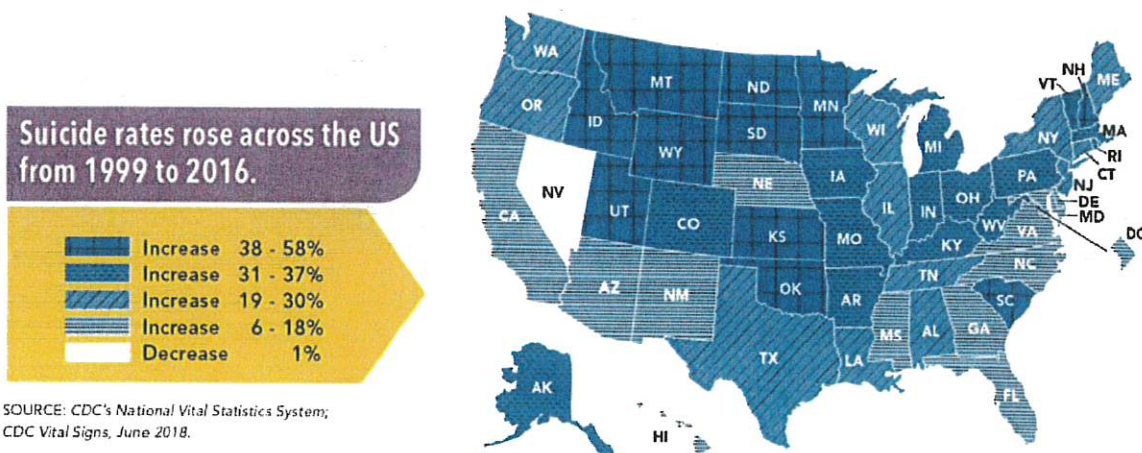 Suicide rates rose across the US
from 1999 to 2016.
Increase 38 - 58%
Increase 31 - 37%
Increase 19 - 30%
Increase 6 - 18%
Decrease 1%
SOURCE: CDC's National Vital Statistics System;
CDC Vital Signs, June 2018.
WA
MT
ND
MN
VT
NH
ME
OR
ID
WY
SD
WI
MI
NY
MA
RI
CT
NV
UT
CO
NE
IA
IL
IN
OH
PA
NJ
DE
MD
CA
KS
MO
KY
WV
VA
DC
AZ
NM
OK
AR
TN
NC
SC
TX
LA
MS
AL
GA
FL
AK
HI